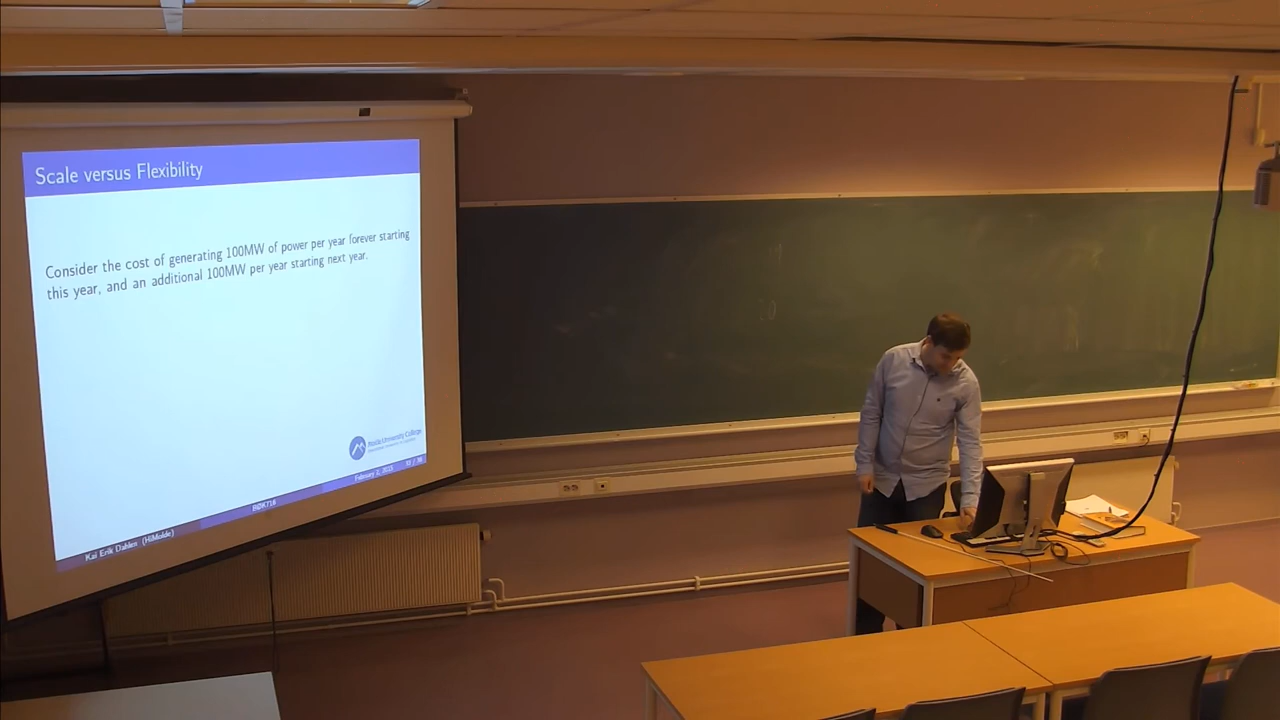 Scale versus Flexibility
Consider the cost of generating 100MW of power per year forever starting
this year, and an additional 100MW per year starting next year.
Molde University College
Kai Erik Dahlen (HiMolde)
BØK716
February 2, 2015